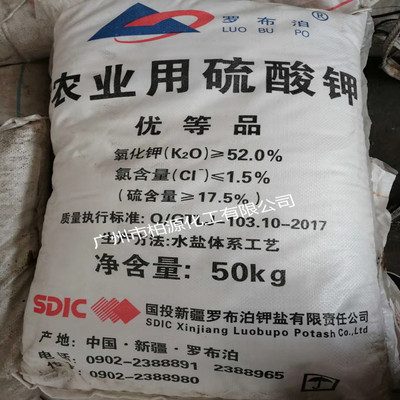 罗布泊®
LUO BU PO
农业用硫酸钾
优等品
氧化钾(K₂O)≥52.0%
氯含量(Cl⁻)≤1.5%
(硫含量≥17.5%)
质量执行标准: 103.10-2017
生 方法:水盐体系工艺
广州市柏源化工有限公司
净含量: 50kg
SDIC 国投新疆罗布泊钾盐有限责任公司
SDIC Xinjiang Luobupo Potash Co.,Ltd
产地: 中国·新疆·罗布泊
电话: 0902-2388891 2388965
0902-2388980